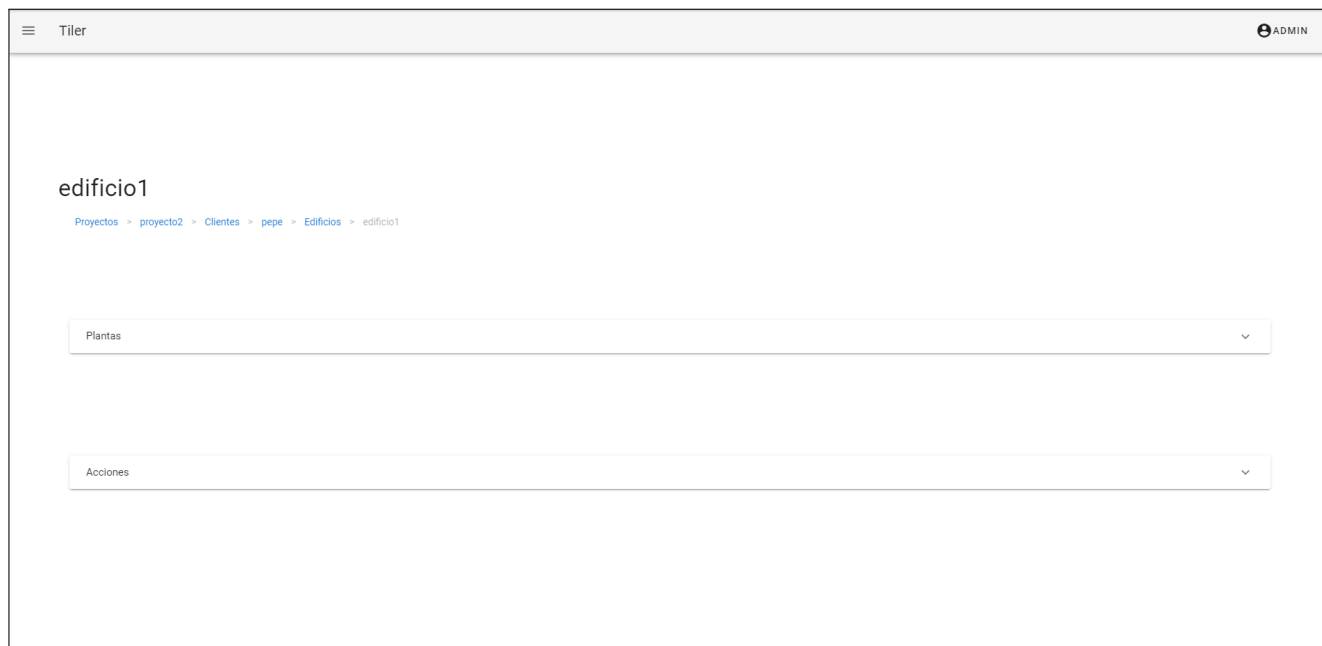 Tiler ADMIN
edificio1
Proyectos > proyecto2 > Clientes > pepe > Edificios > edificio1
Plantas
Acciones